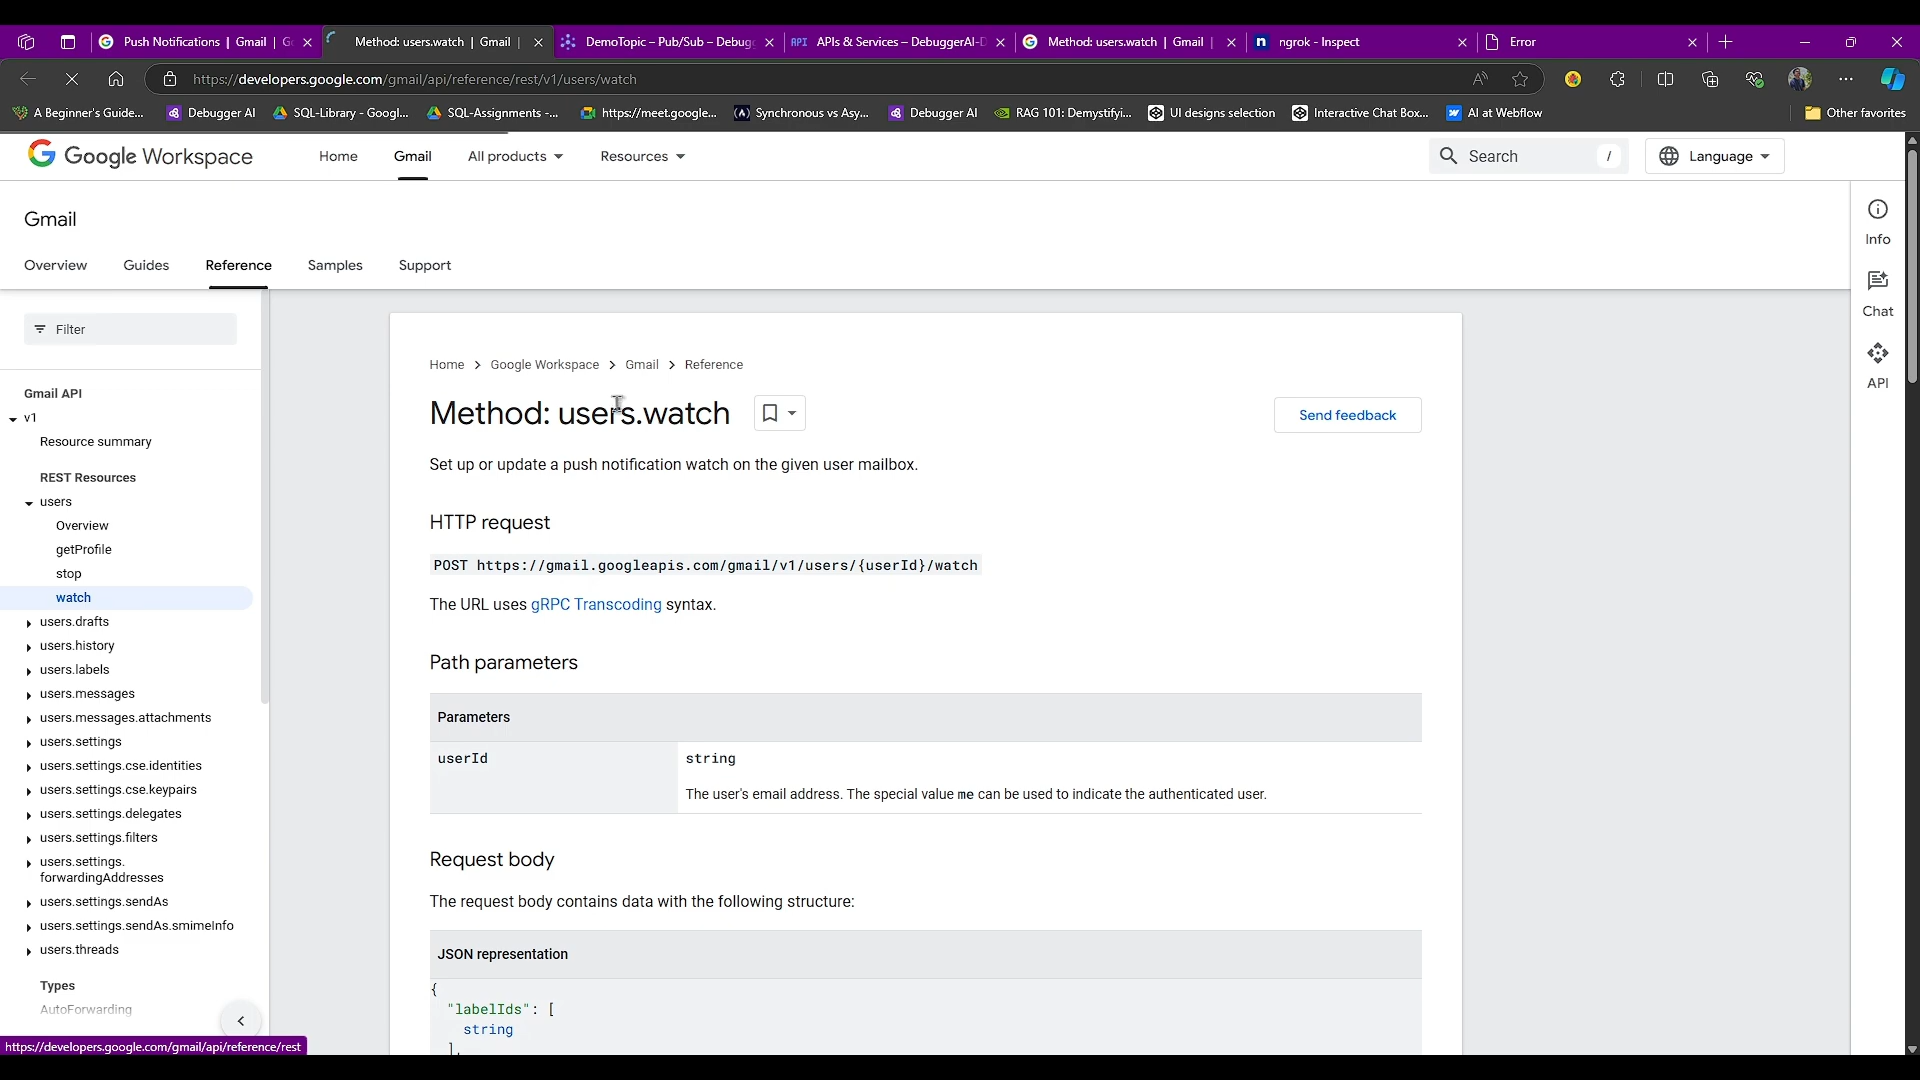 Push Notifications | Gmail | G
Method: users.watch | Gmail |
DemoTopic – Pub/Sub – Debug
API APIs & Services – DebuggerAI-D
Method: users.watch | Gmail |
n ngrok - Inspect
Error
https://developers.google.com/gmail/api/reference/rest/v1/users/watch
A Beginner's Guide...
Debugger AI
SQL-Library - Googl...
SQL-Assignments -...
https://meet.google...
Synchronous vs Asy...
Debugger AI
RAG 101: Demystifyi...
UI designs selection
Interactive Chat Box...
AI at Webflow
Other favorites
Google Workspace
Home
Gmail
All products
Resources
Search
/
Language
Gmail
Info
Overview
Guides
Reference
Samples
Support
Chat
API
Filter
Gmail API
v1
Resource summary
REST Resources
users
Overview
getProfile
stop
watch
users.drafts
users.history
users.labels
users.messages
users.messages.attachments
users.settings
users.settings.cse.identities
users.settings.cse.keypairs
users.settings.delegates
users.settings.filters
users.settings.
forwardingAddresses
users.settings.sendAs
users.settings.sendAs.smimeInfo
users.threads
Types
AutoForwarding
https://developers.google.com/gmail/api/reference/rest
Home > Google Workspace > Gmail > Reference
Method: users.watch
Send feedback
Set up or update a push notification watch on the given user mailbox.
HTTP request
POST https://gmail.googleapis.com/gmail/v1/users/{userId}/watch
The URL uses gRPC Transcoding syntax.
Path parameters
Parameters
userId
string
The user's email address. The special value me can be used to indicate the authenticated user.
Request body
The request body contains data with the following structure:
JSON representation
{
"labelIds": [
string
],